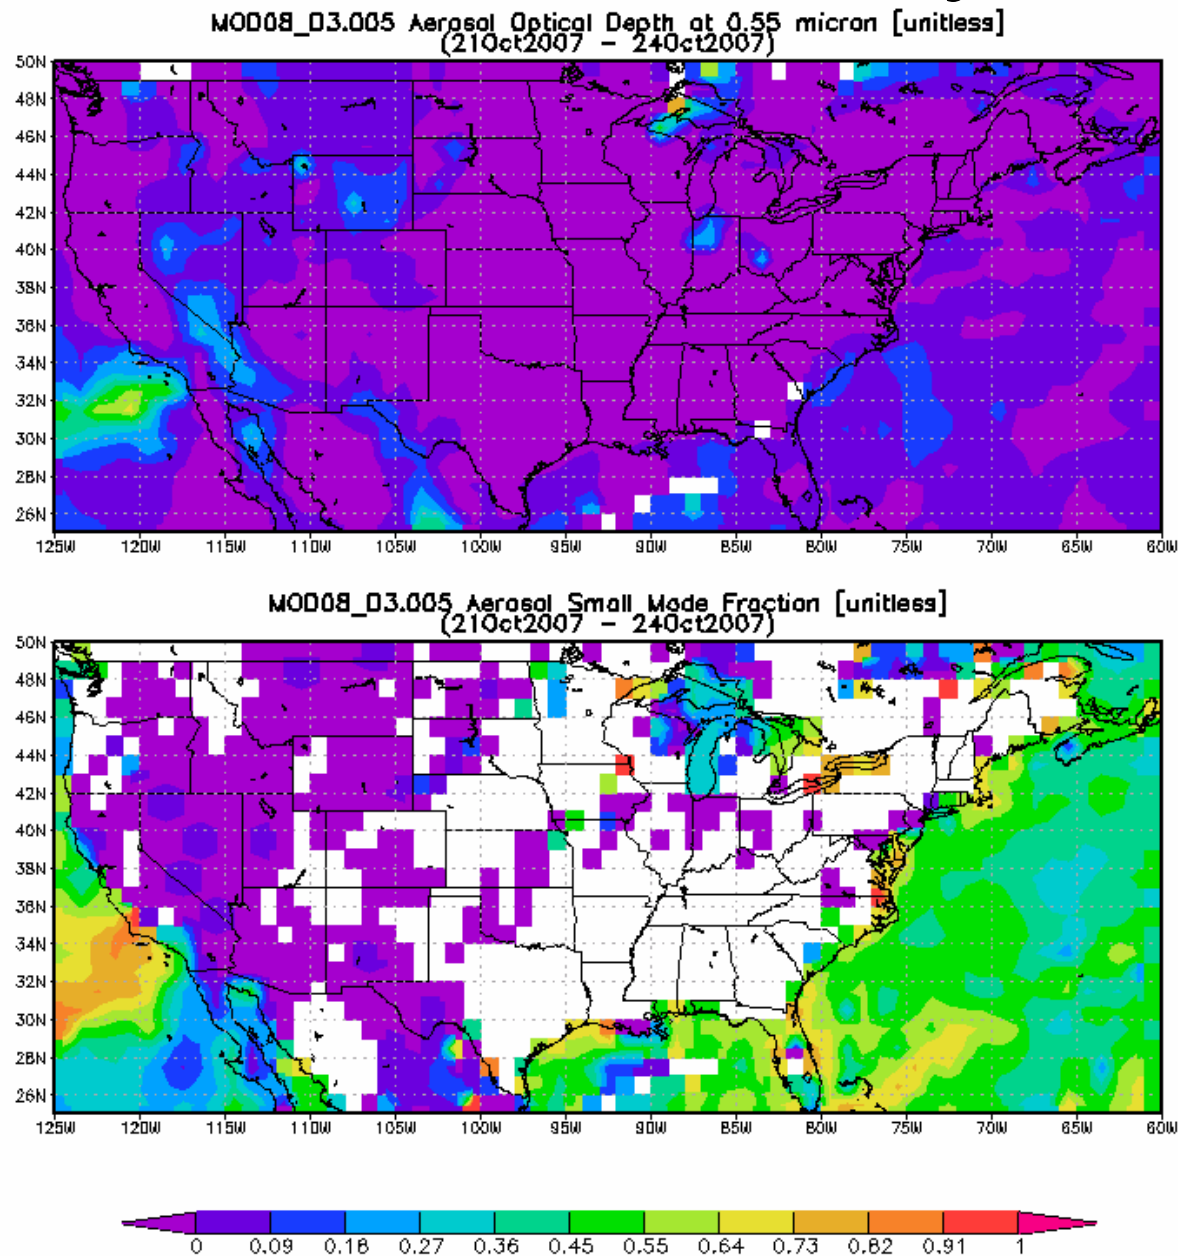 MOD08_D3.005 Aerosol Optical Depth at 0.55 micron [unitless]
(21Oct2007 - 24Oct2007)
50N
48N
46N
44N
42N
40N
38N
36N
34N
32N
30N
28N
26N
125W 120W 115W 110W 105W 100W 95W 90W 85W 80W 75W 70W 65W 60W
MOD08_D3.005 Aerosol Small Mode Fraction [unitless]
(21Oct2007 - 24Oct2007)
50N
48N
46N
44N
42N
40N
38N
36N
34N
32N
30N
28N
26N
125W 120W 115W 110W 105W 100W 95W 90W 85W 80W 75W 70W 65W 60W
0 0.09 0.18 0.27 0.36 0.45 0.55 0.64 0.73 0.82 0.91 1